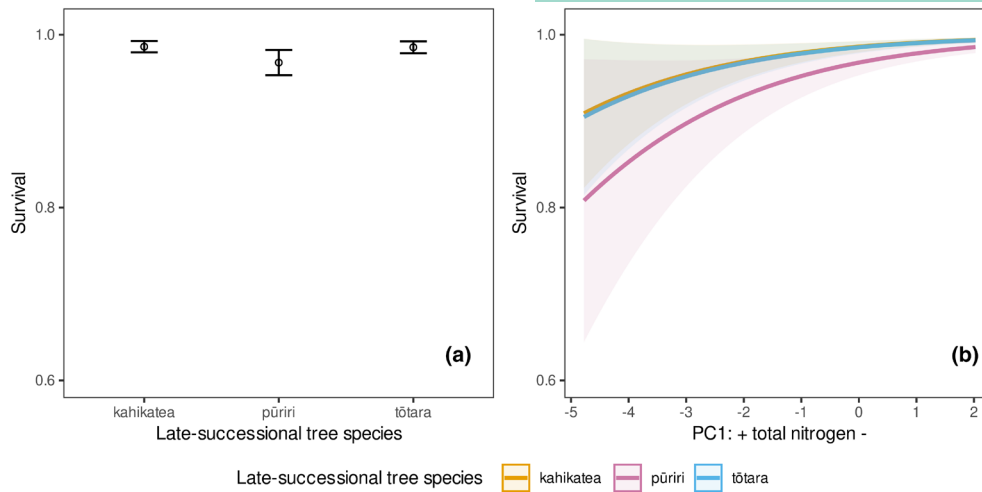 1.0
0.8
0.6
Survival
(a)
kahikatea pūriri tōtara
Late-successional tree species
1.0
0.8
0.6
Survival
(b)
-5 -4 -3 -2 -1 0 1 2
PC1: + total nitrogen -
Late-successional tree species kahikatea pūriri tōtara